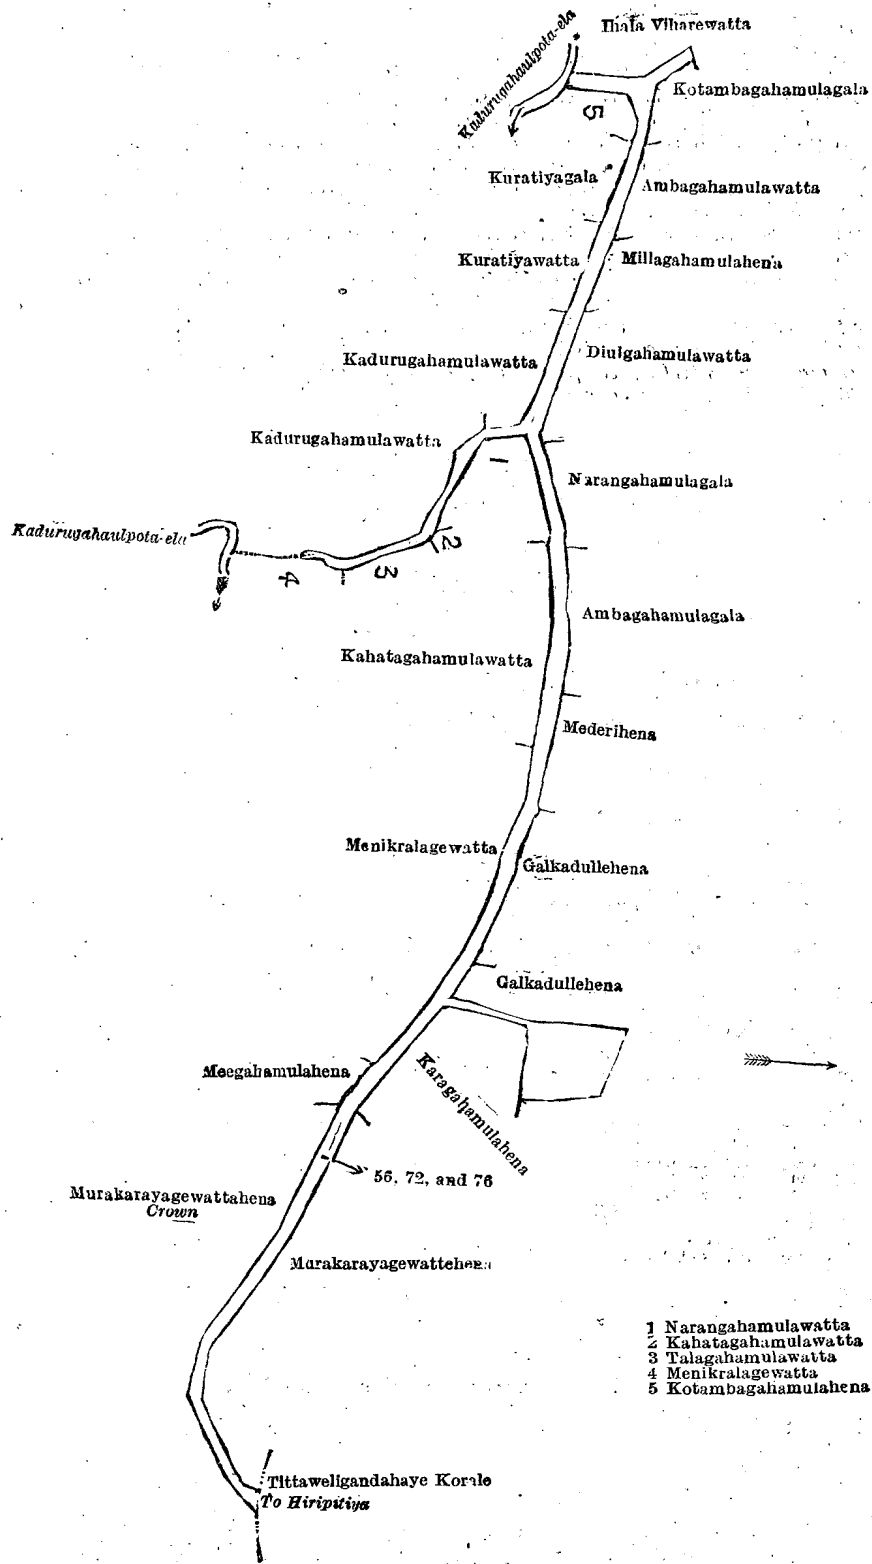 Ihala Viharewatta
Kadurugahaulpota-ela
Kotambagahamulagala
5
Kuratiyagala
Ambagahamulawatta
Kuratiyawatta
Millagahamulahena
Kadurugahamulawatta
Diulgahamulawatta
Kadurugahamulawatta
1
Narangahamulagala
Kadurugahaulpota-ela
2
3
4
Ambagahamulagala
Kahatagahamulawatta
Mederihena
Menikralagewatta
Galkadullehena
Galkadullehena
Meegahamulahena
Karagahamulahena
56, 72, and 76
Murakarayagewattahena
Crown
Murakarayagewattehena
1 Narangahamulawatta
2 Kahatagahamulawatta
3 Talagahamulawatta
4 Menikralagewatta
5 Kotambagahamulahena
Tittaweligandahaye Korale
To Hiripitiya